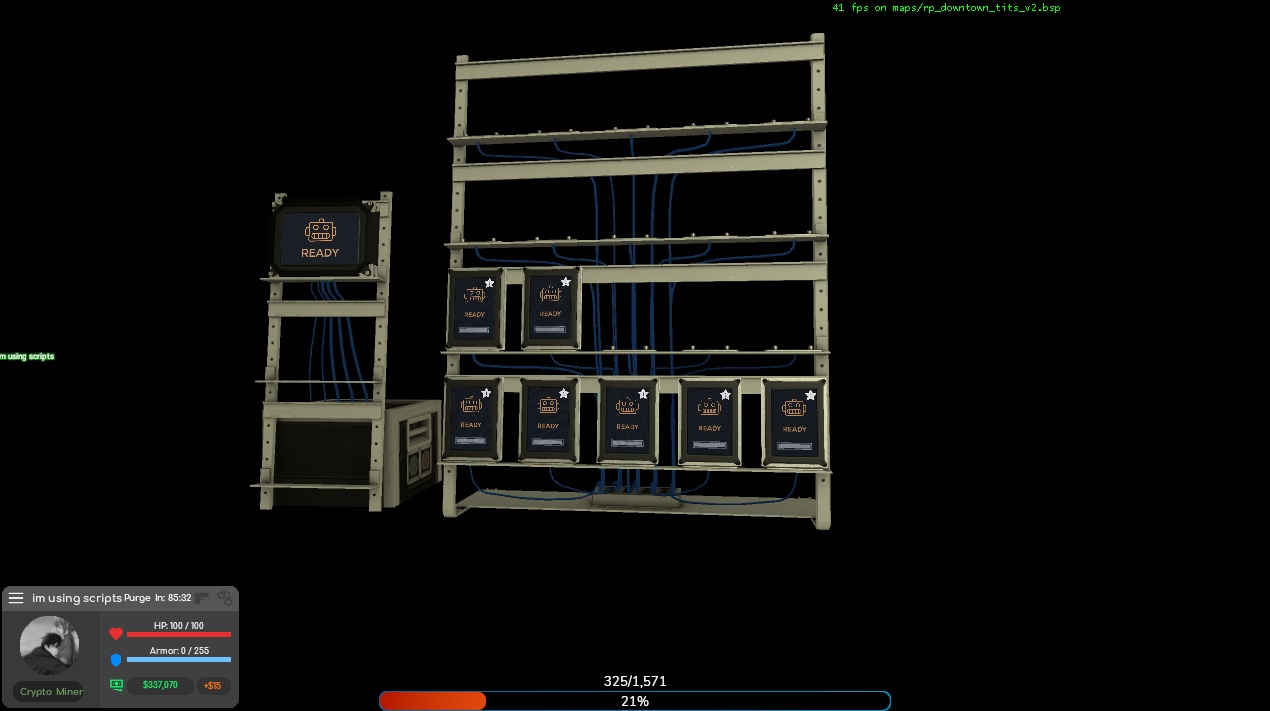 41 fps on maps/rp_downtown_tits_v2.bsp
READY
READY
READY
m using scripts
READY
READY
READY
READY
READY
im using scripts Purge In: 85:32
HP: 100 / 100
Armor: 0 / 255
$337,070 +$15
Crypto Miner
325/1,571
21%